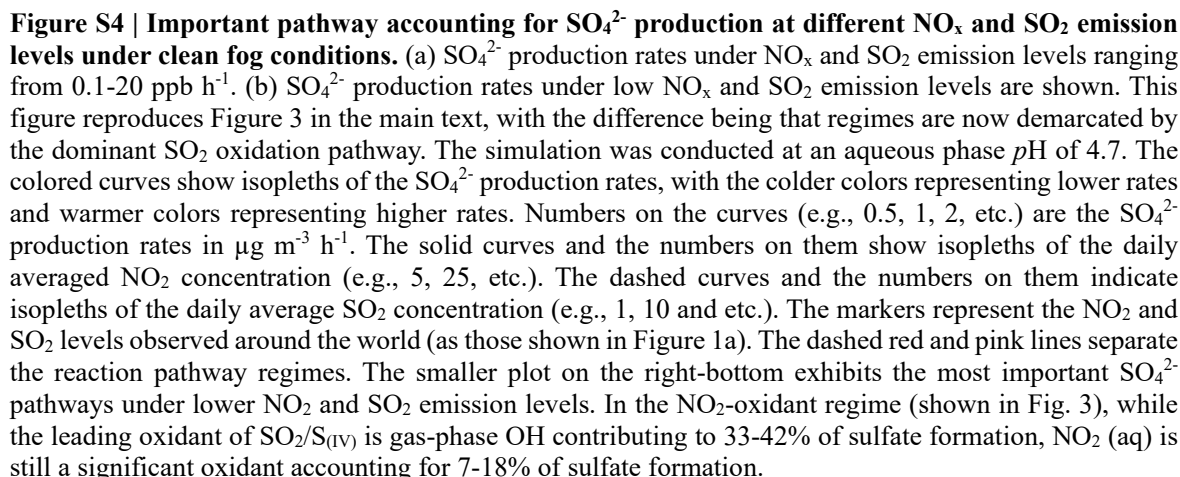 Figure S4 | Important pathway accounting for SO₄²⁻ production at different NOₓ and SO₂ emission
levels under clean fog conditions. (a) SO₄²⁻ production rates under NOₓ and SO₂ emission levels ranging
from 0.1-20 ppb h⁻¹. (b) SO₄²⁻ production rates under low NOₓ and SO₂ emission levels are shown. This
figure reproduces Figure 3 in the main text, with the difference being that regimes are now demarcated by
the dominant SO₂ oxidation pathway. The simulation was conducted at an aqueous phase pH of 4.7. The
colored curves show isopleths of the SO₄²⁻ production rates, with the colder colors representing lower rates
and warmer colors representing higher rates. Numbers on the curves (e.g., 0.5, 1, 2, etc.) are the SO₄²⁻
production rates in µg m⁻³ h⁻¹. The solid curves and the numbers on them show isopleths of the daily
averaged NO₂ concentration (e.g., 5, 25, etc.). The dashed curves and the numbers on them indicate
isopleths of the daily average SO₂ concentration (e.g., 1, 10 and etc.). The markers represent the NO₂ and
SO₂ levels observed around the world (as those shown in Figure 1a). The dashed red and pink lines separate
the reaction pathway regimes. The smaller plot on the right-bottom exhibits the most important SO₄²⁻
pathways under lower NO₂ and SO₂ emission levels. In the NO₂-oxidant regime (shown in Fig. 3), while
the leading oxidant of SO₂/S(IV) is gas-phase OH contributing to 33-42% of sulfate formation, NO₂ (aq) is
still a significant oxidant accounting for 7-18% of sulfate formation.